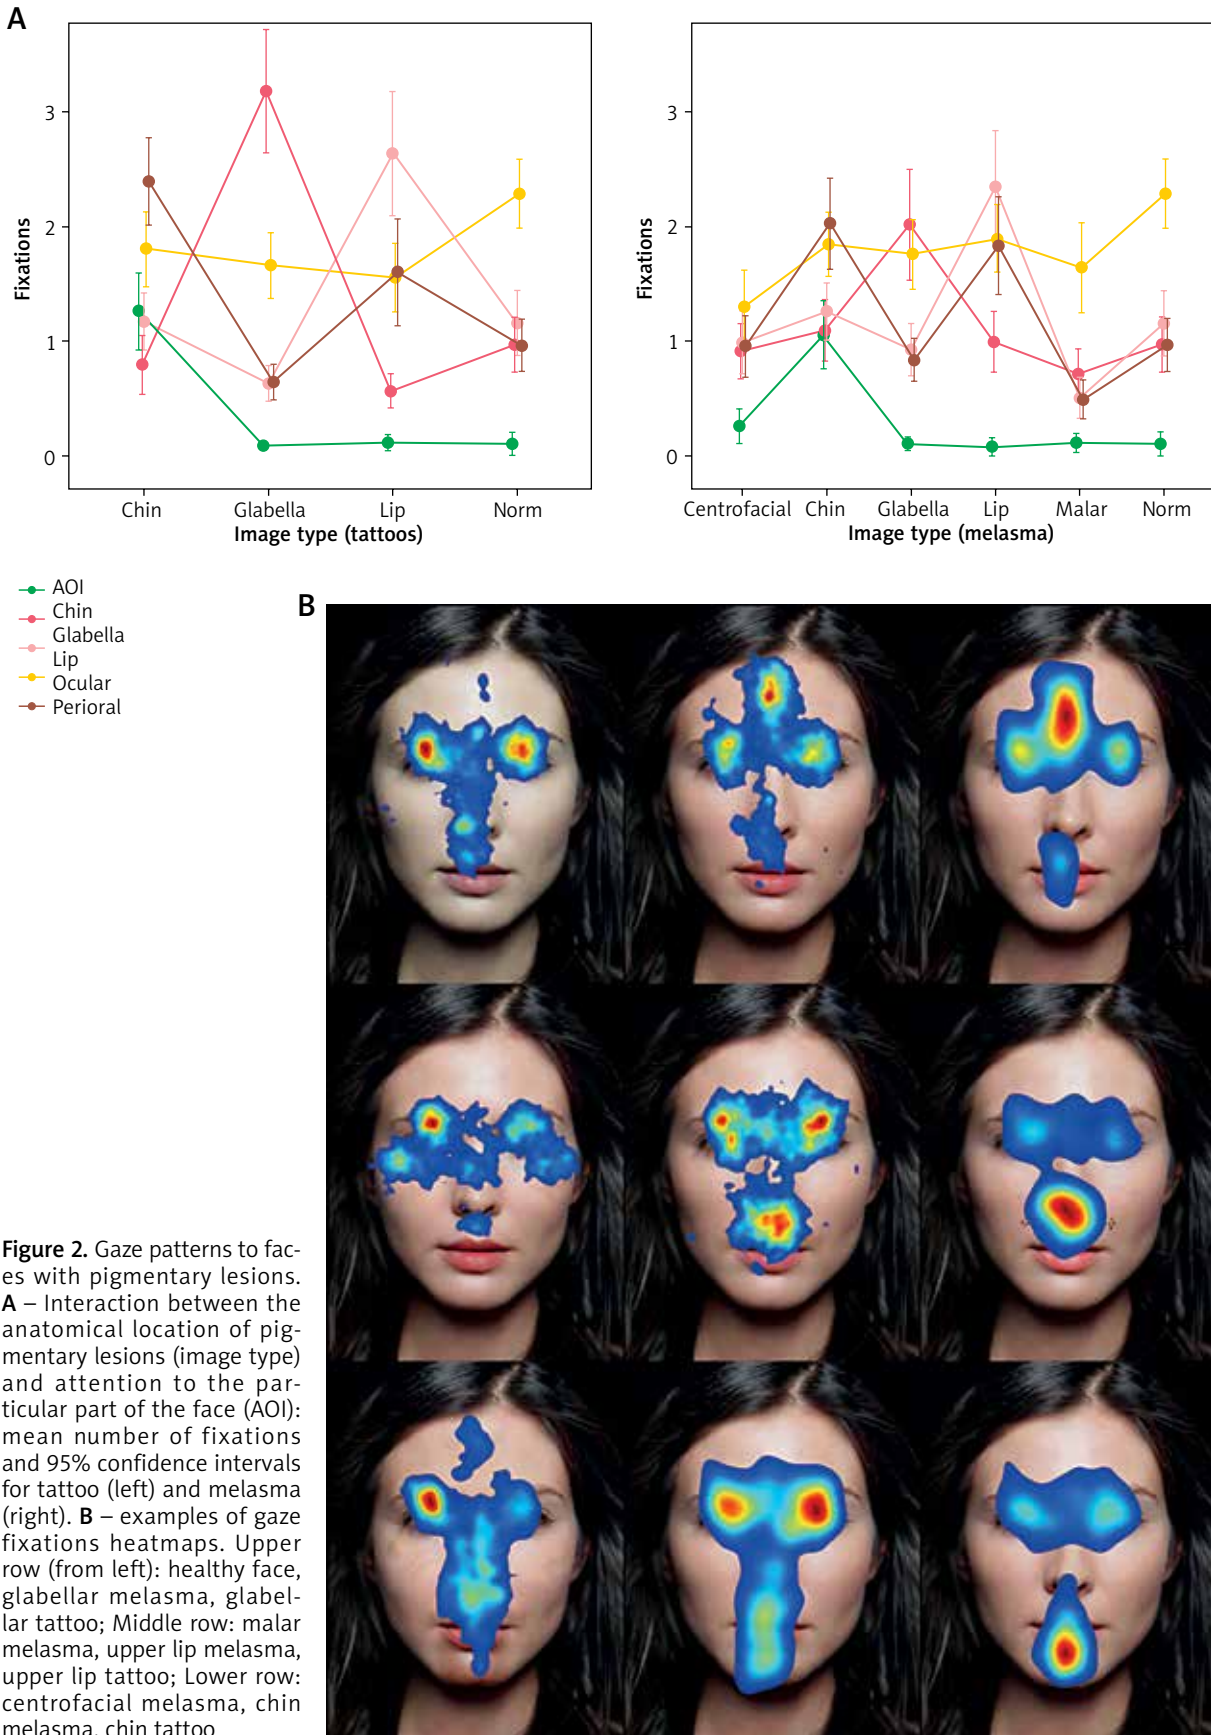 A
3
2
1
0
Fixations
Chin Glabella Lip Norm
Image type (tattoos)
3
2
1
0
Fixations
Centrofacial Chin Glabella Lip Malar Norm
Image type (melasma)
AOI
Chin
Glabella
Lip
Ocular
Perioral
B
Figure 2. Gaze patterns to fac-
es with pigmentary lesions.
A – Interaction between the
anatomical location of pig-
mentary lesions (image type)
and attention to the par-
ticular part of the face (AOI):
mean number of fixations
and 95% confidence intervals
for tattoo (left) and melasma
(right). B – examples of gaze
fixations heatmaps. Upper
row (from left): healthy face,
glabellar melasma, glabel-
lar tattoo; Middle row: malar
melasma, upper lip melasma,
upper lip tattoo; Lower row:
centrofacial melasma, chin
melasma, chin tattoo